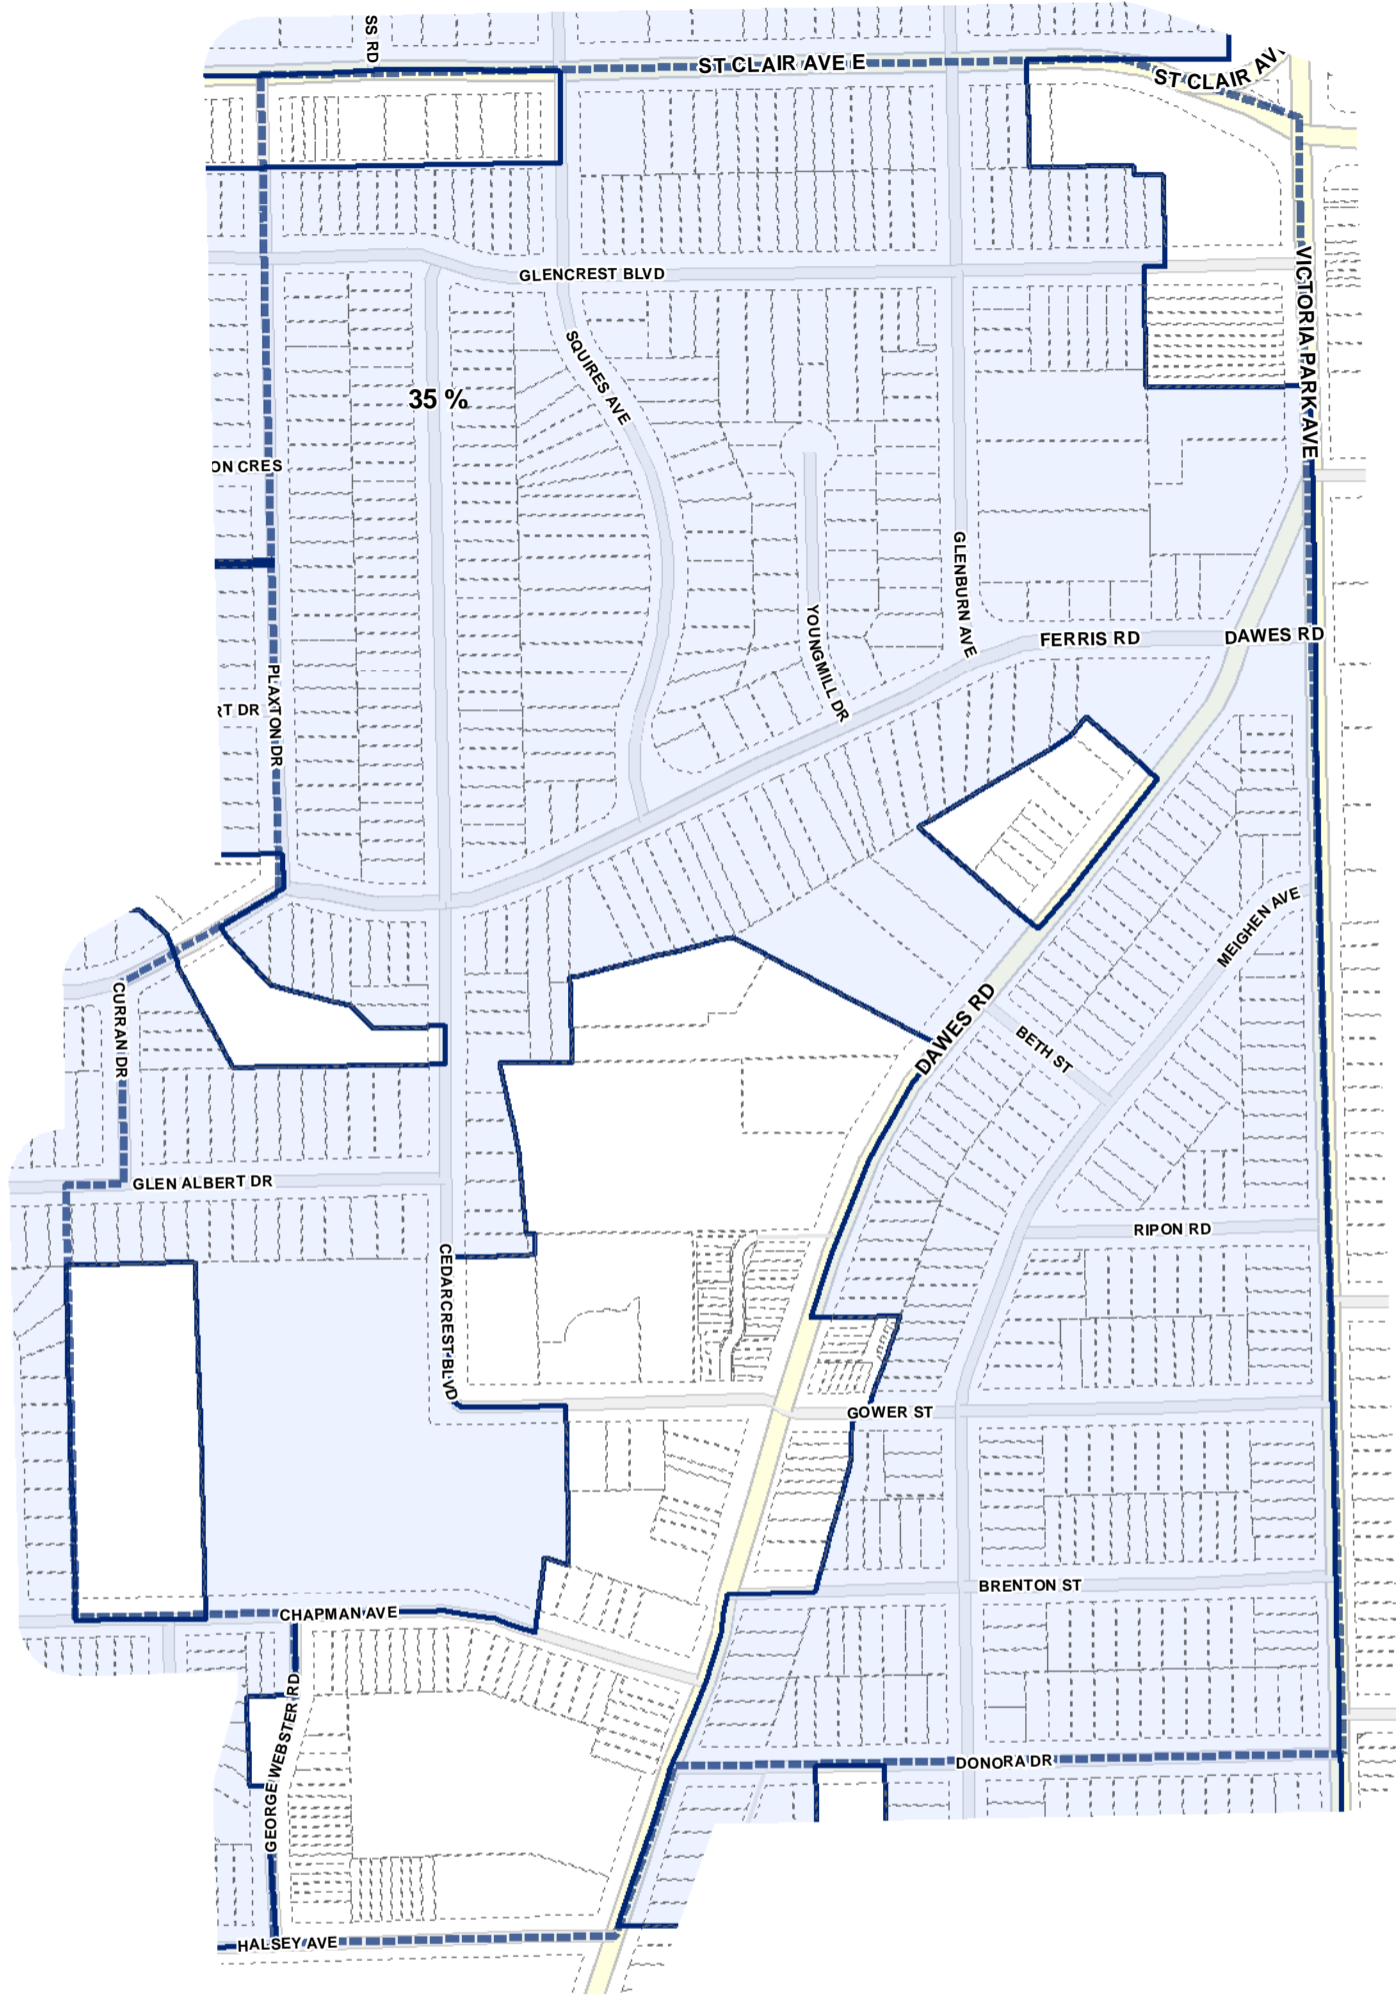 SS RD
ST CLAIR AVE E
ST CLAIR AV
VICTORIA PARK AVE
GLENCREST BLVD
SQUIRES AVE
35 %
ON CRES
GLENBURN AVE
YOUNGMILL DR
FERRIS RD
DAWES RD
PLAXTON DR
RT DR
MEIGHEN AVE
CURRAN DR
DAWES RD
BETH ST
GLEN ALBERT DR
RIPON RD
CEDARCREST BLVD
GOWER ST
BRENTON ST
CHAPMAN AVE
GEORGE WEBSTER RD
DONORA DR
HALSEY AVE